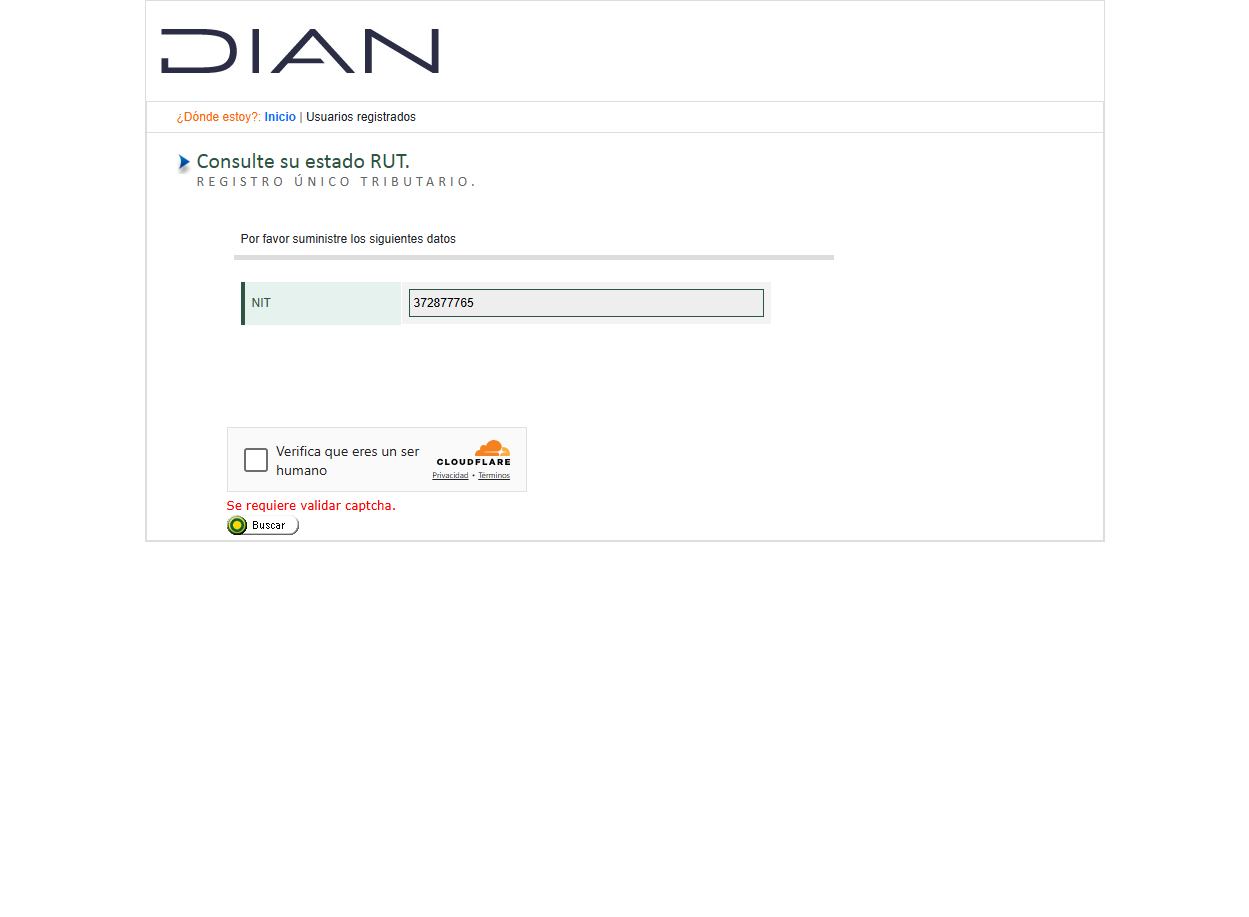 DIAN
¿Dónde estoy?: Inicio | Usuarios registrados
Consulte su estado RUT.
REGISTRO ÚNICO TRIBUTARIO.
Por favor suministre los siguientes datos
NIT 372877765
Verifica que eres un ser
humano
CLOUDFLARE
Privacidad • Términos
Se requiere validar captcha.
Buscar